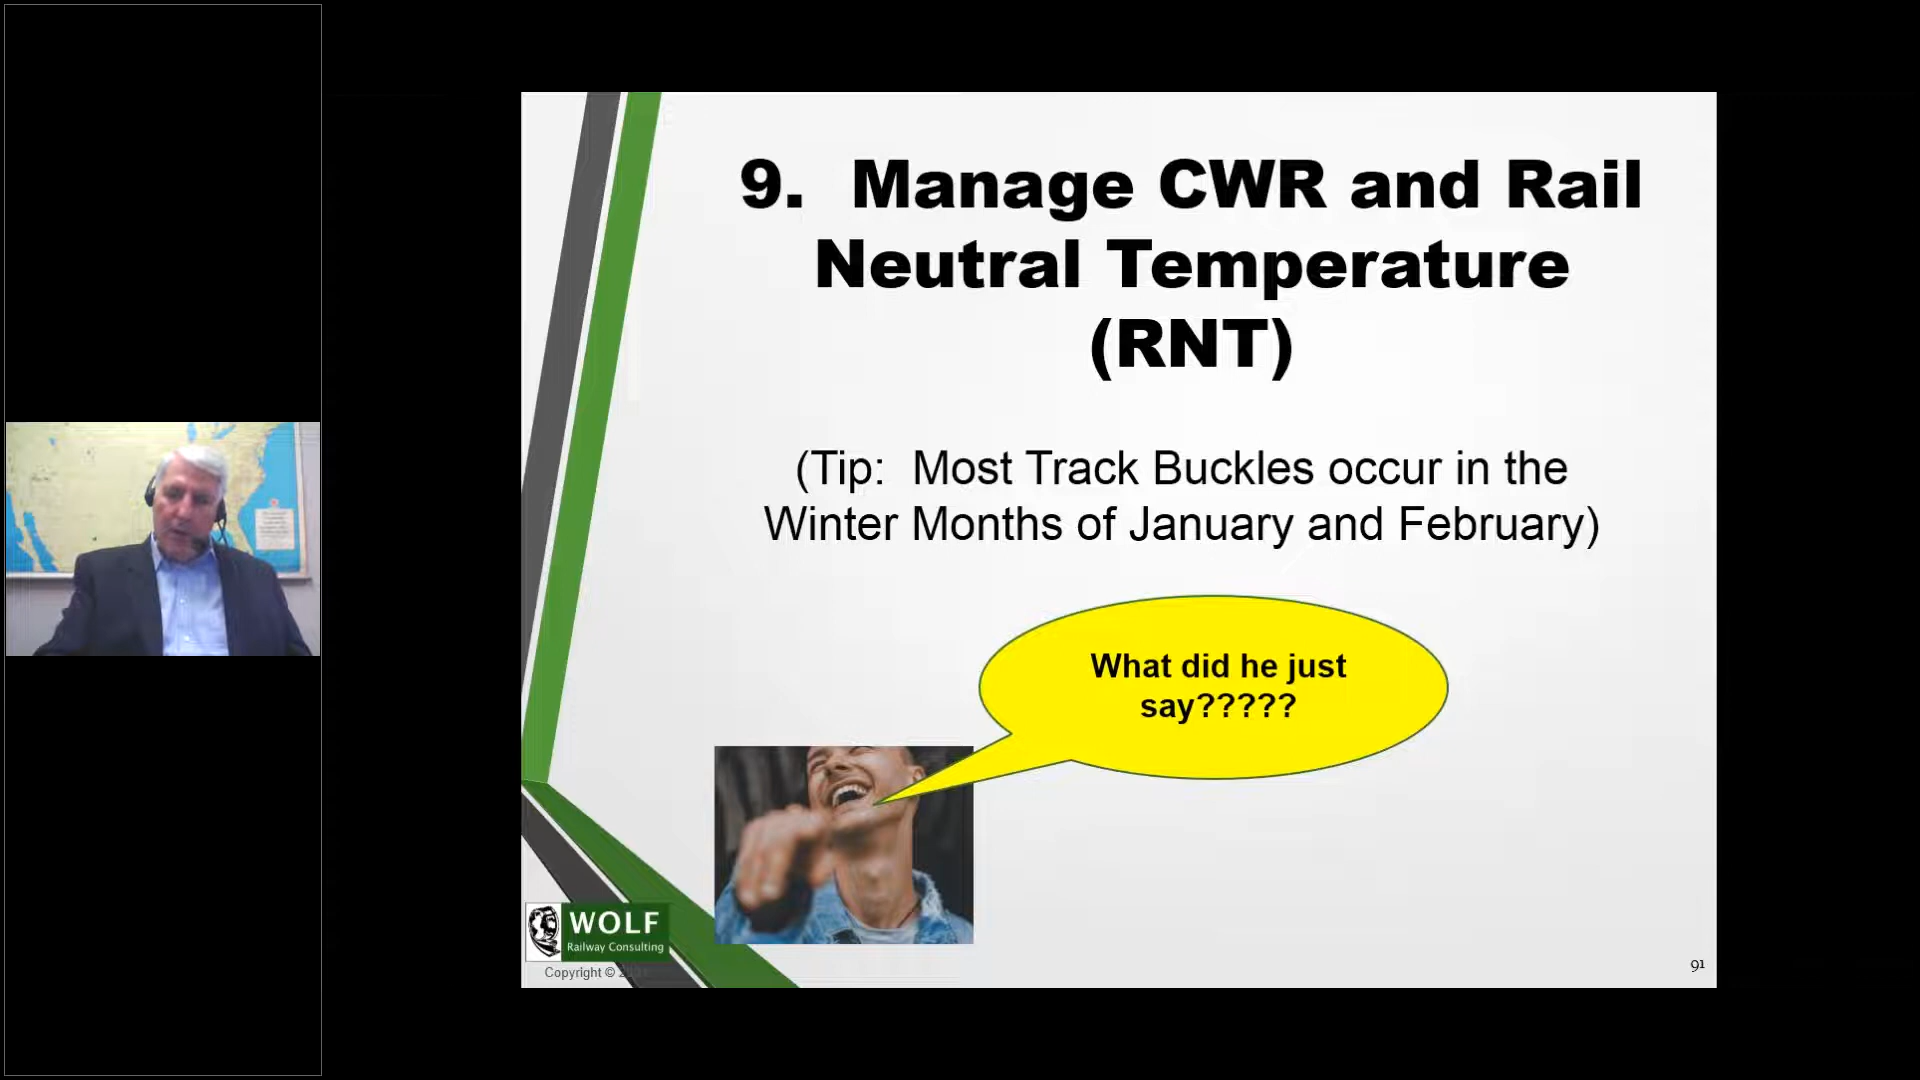 9. Manage CWR and Rail
Neutral Temperature
(RNT)
(Tip: Most Track Buckles occur in the
Winter Months of January and February)
What did he just
say?????
WOLF
Railway Consulting
Copyright ©
91